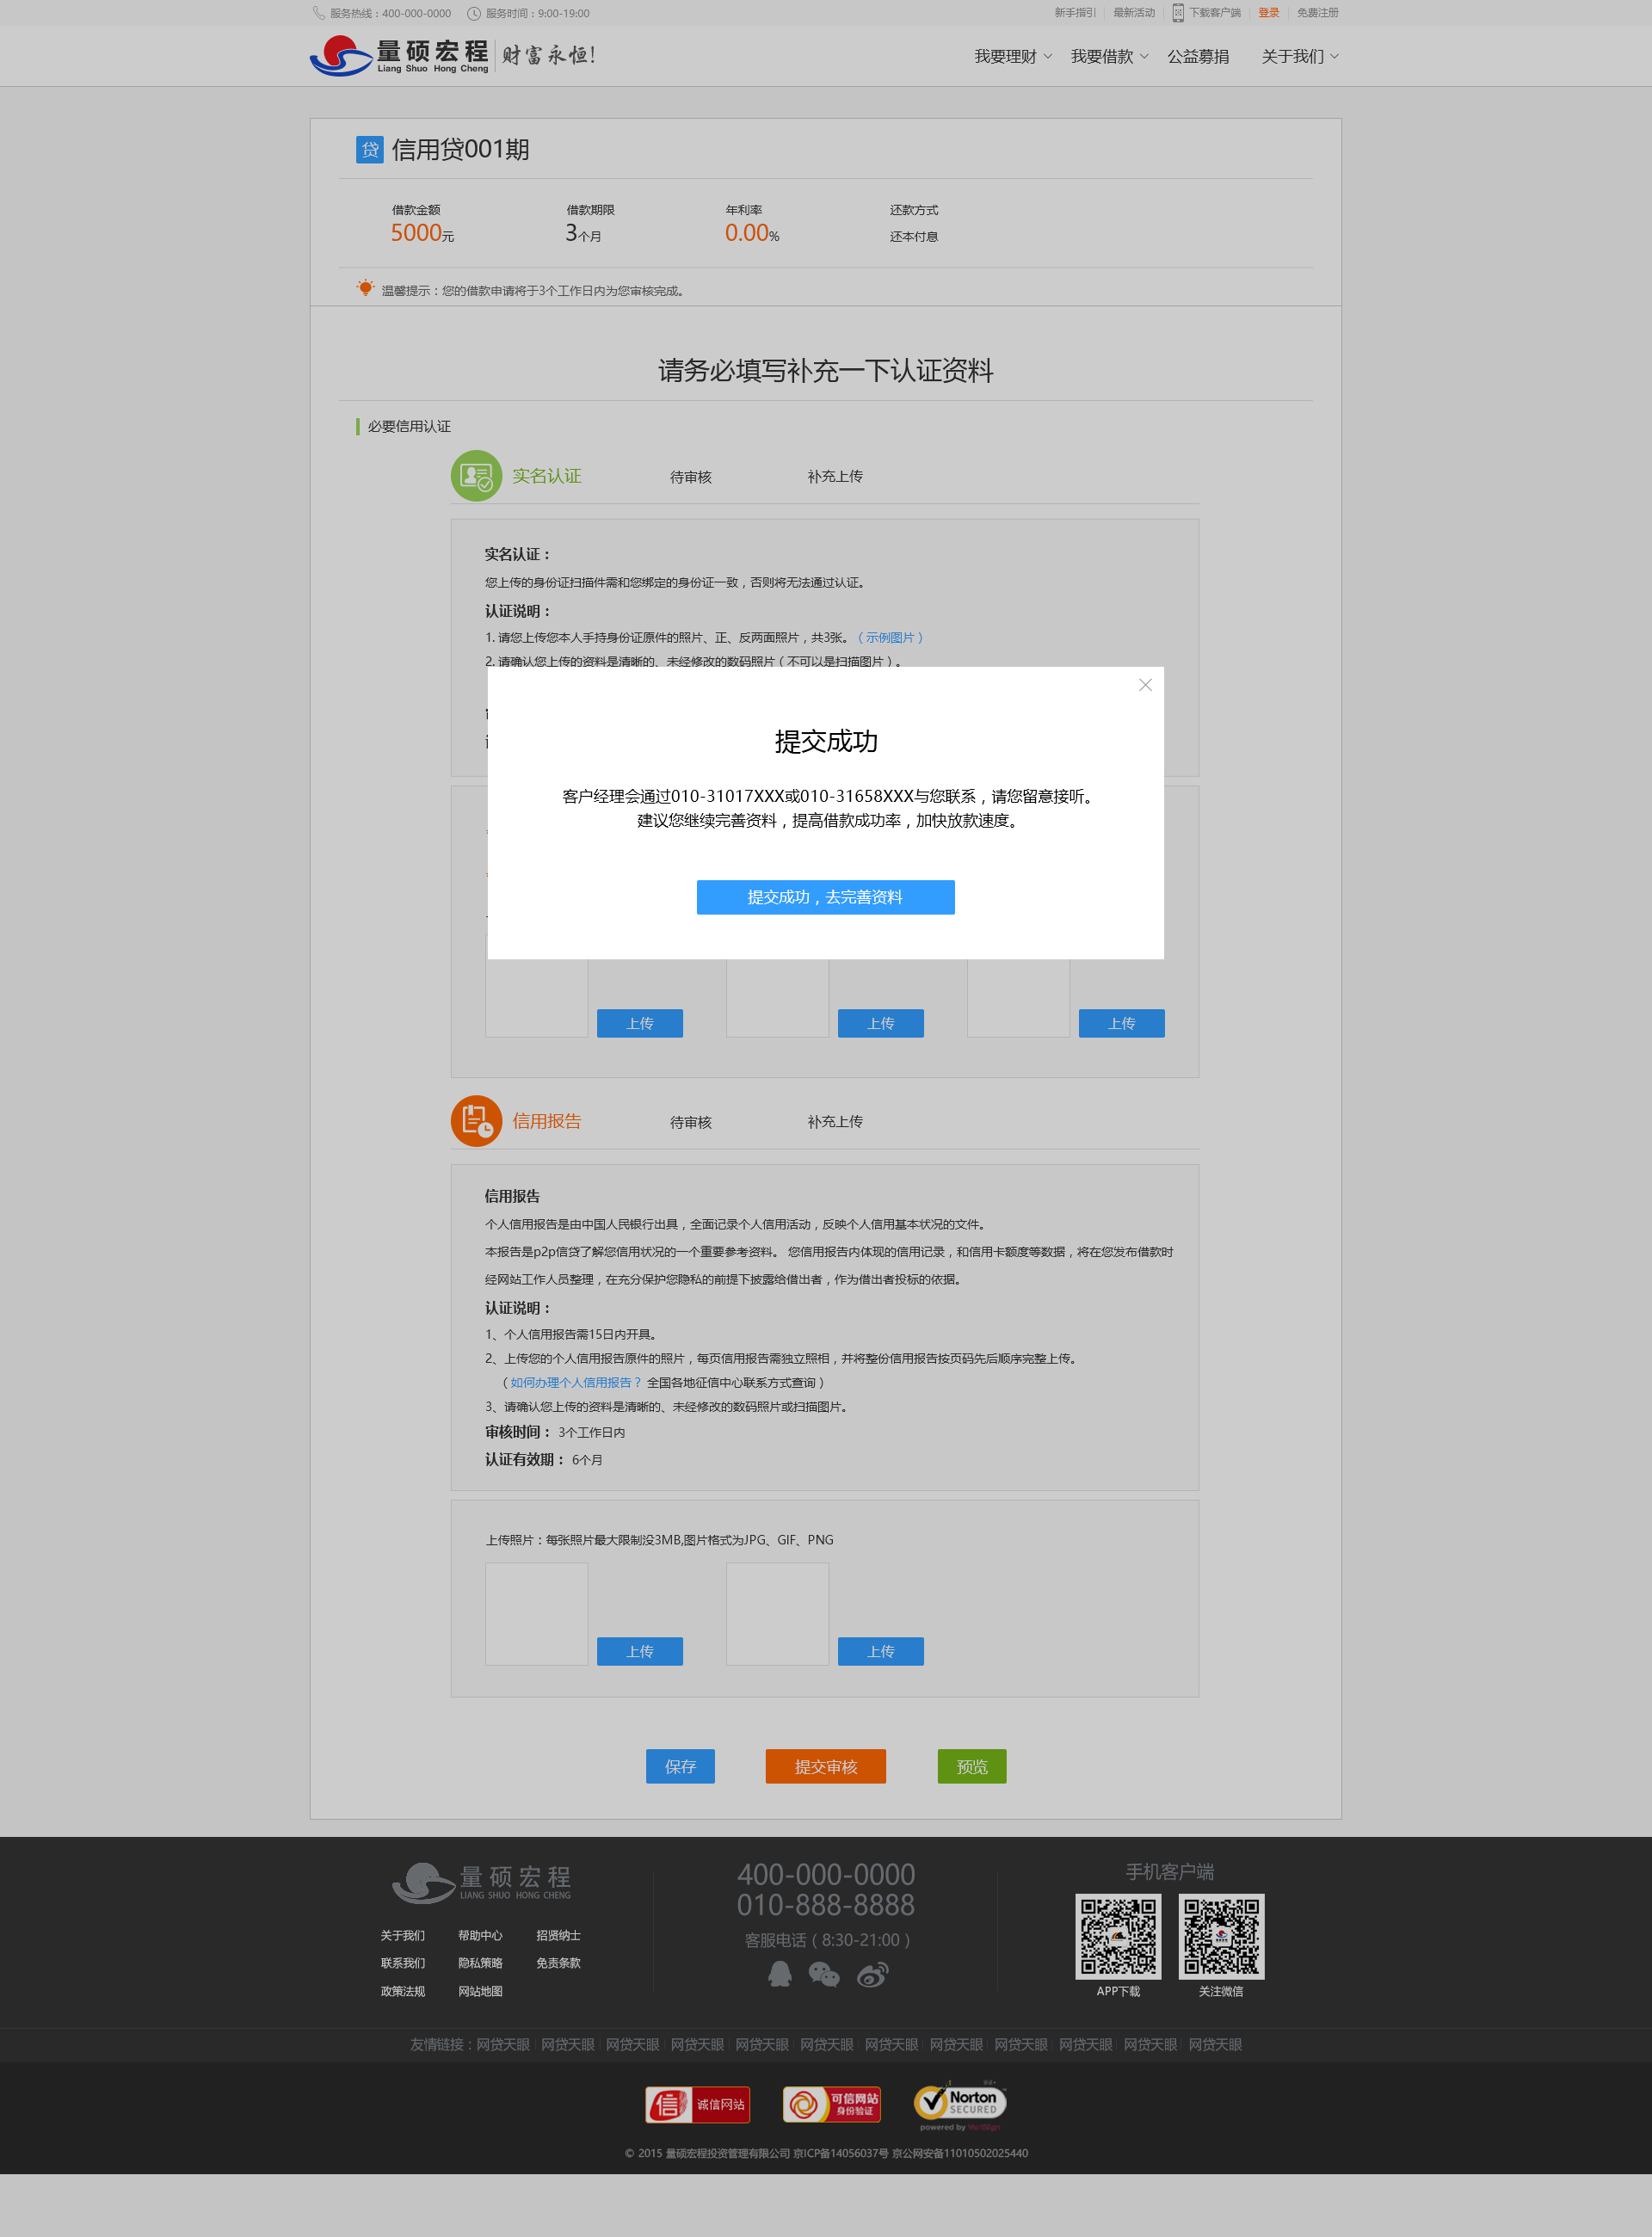 服务热线：400-000-0000 服务时间：9:00-19:00 新手指引 最新活动 下载客户端 登录 免费注册
量硕宏程 财富永恒! 我要理财 我要借款 公益募捐 关于我们
Liang Shuo Hong Cheng
贷 信用贷001期
借款金额 借款期限 年利率 还款方式
5000元 3个月 0.00% 还本付息
温馨提示：您的借款申请将于3个工作日内为您审核完成。
请务必填写补充一下认证资料
必要信用认证
实名认证 待审核 补充上传
实名认证：
您上传的身份证扫描件需和您绑定的身份证一致，否则将无法通过认证。
认证说明：
1. 请您上传您本人手持身份证原件的照片、正、反两面照片，共3张。（示例图片）
2. 请确认您上传的资料是清晰的、未经修改的数码照片（不可以是扫描图片）。
提交成功
客户经理会通过010-31017XXX或010-31658XXX与您联系，请您留意接听。
建议您继续完善资料，提高借款成功率，加快放款速度。
提交成功，去完善资料
上传 上传 上传
信用报告 待审核 补充上传
信用报告
个人信用报告是由中国人民银行出具，全面记录个人信用活动，反映个人信用基本状况的文件。
本报告是p2p信贷了解您信用状况的一个重要参考资料。 您信用报告内体现的信用记录，和信用卡额度等数据，将在您发布借款时
经网站工作人员整理，在充分保护您隐私的前提下披露给借出者，作为借出者投标的依据。
认证说明：
1、个人信用报告需15日内开具。
2、上传您的个人信用报告原件的照片，每页信用报告需独立照相，并将整份信用报告按页码先后顺序完整上传。
（如何办理个人信用报告？ 全国各地征信中心联系方式查询）
3、请确认您上传的资料是清晰的、未经修改的数码照片或扫描图片。
审核时间： 3个工作日内
认证有效期： 6个月
上传照片：每张照片最大限制没3MB,图片格式为JPG、GIF、PNG
上传 上传
保存 提交审核 预览
量硕宏程 400-000-0000 手机客户端
LIANG SHUO HONG CHENG 010-888-8888
关于我们 帮助中心 招贤纳士 客服电话（8:30-21:00）
联系我们 隐私策略 免责条款
政策法规 网站地图 APP下载 关注微信
友情链接：网贷天眼 网贷天眼 网贷天眼 网贷天眼 网贷天眼 网贷天眼 网贷天眼 网贷天眼 网贷天眼 网贷天眼 网贷天眼 网贷天眼
信 诚信网站 可信网站 Norton
身份验证 SECURED
powered by VeriSign
© 2015 量硕宏程投资管理有限公司 京ICP备14056037号 京公网安备11010502025440